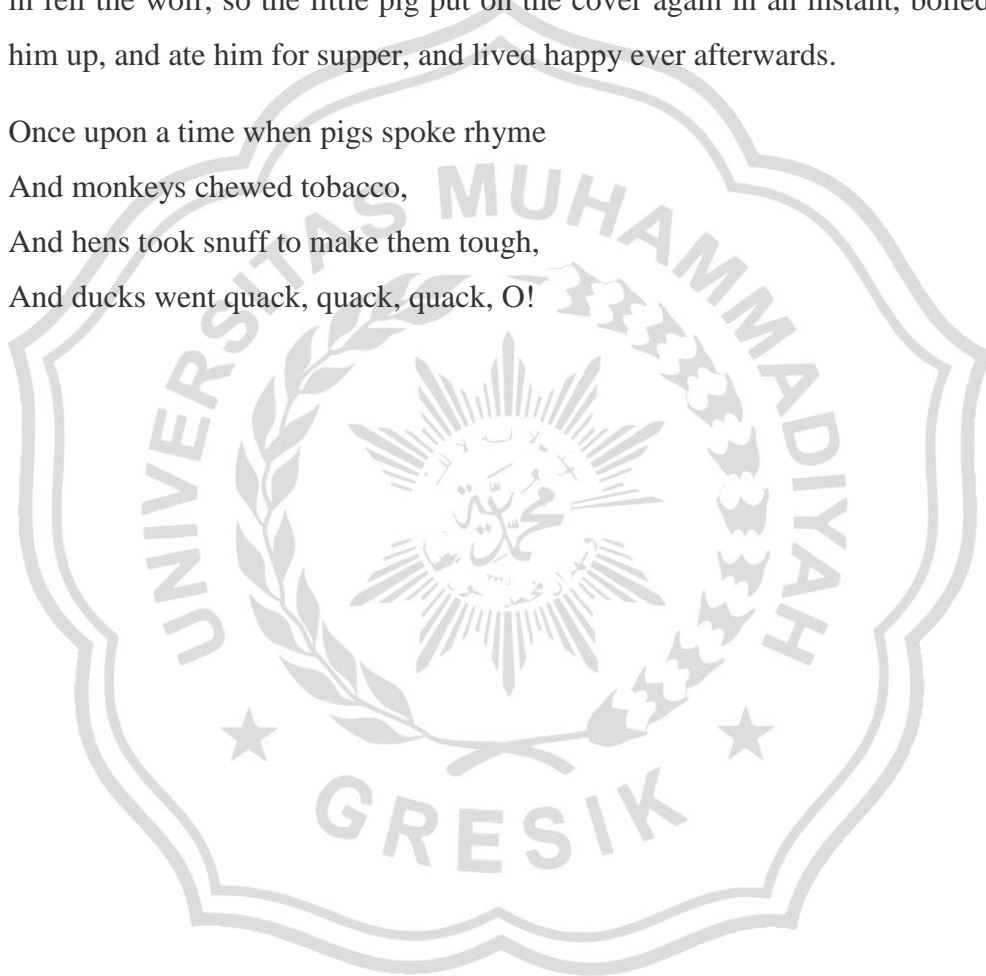 in fell the wolf, so the little pig put on the cover again in an instant, boiled
him up, and ate him for supper, and lived happy ever afterwards.
Once upon a time when pigs spoke rhyme
And monkeys chewed tobacco,
And hens took snuff to make them tough,
And ducks went quack, quack, quack, O!
UNIVERSITAS MUHAMMADIYAH
GRESIK